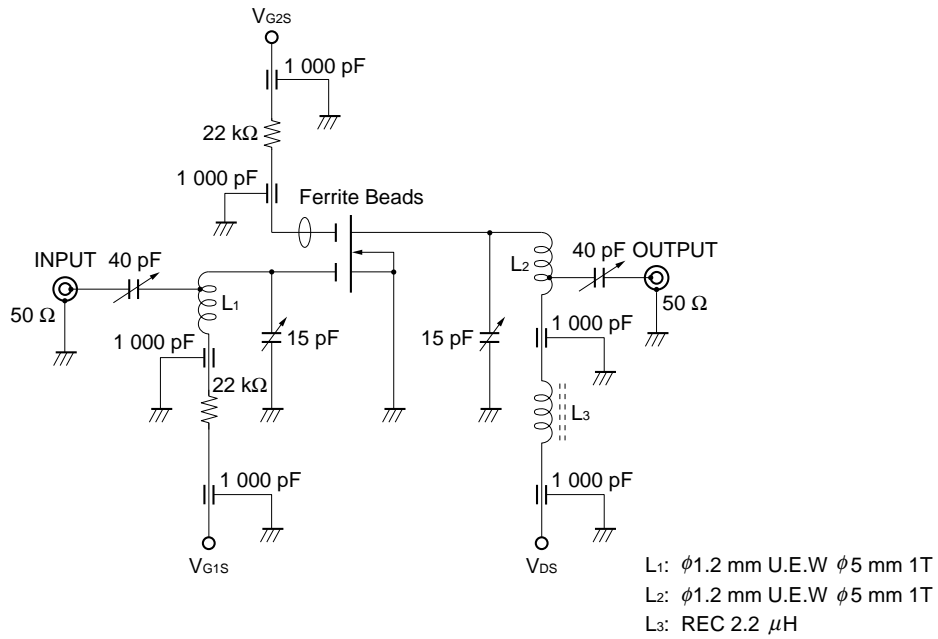 VG2S
1 000 pF
22 kΩ
1 000 pF
Ferrite Beads
INPUT
40 pF
50 Ω
L1
15 pF
1 000 pF
22 kΩ
1 000 pF
VG1S
15 pF
L2
40 pF
OUTPUT
50 Ω
1 000 pF
L3
1 000 pF
VDS
L1: ϕ1.2 mm U.E.W ϕ5 mm 1T
L2: ϕ1.2 mm U.E.W ϕ5 mm 1T
L3: REC 2.2 μH